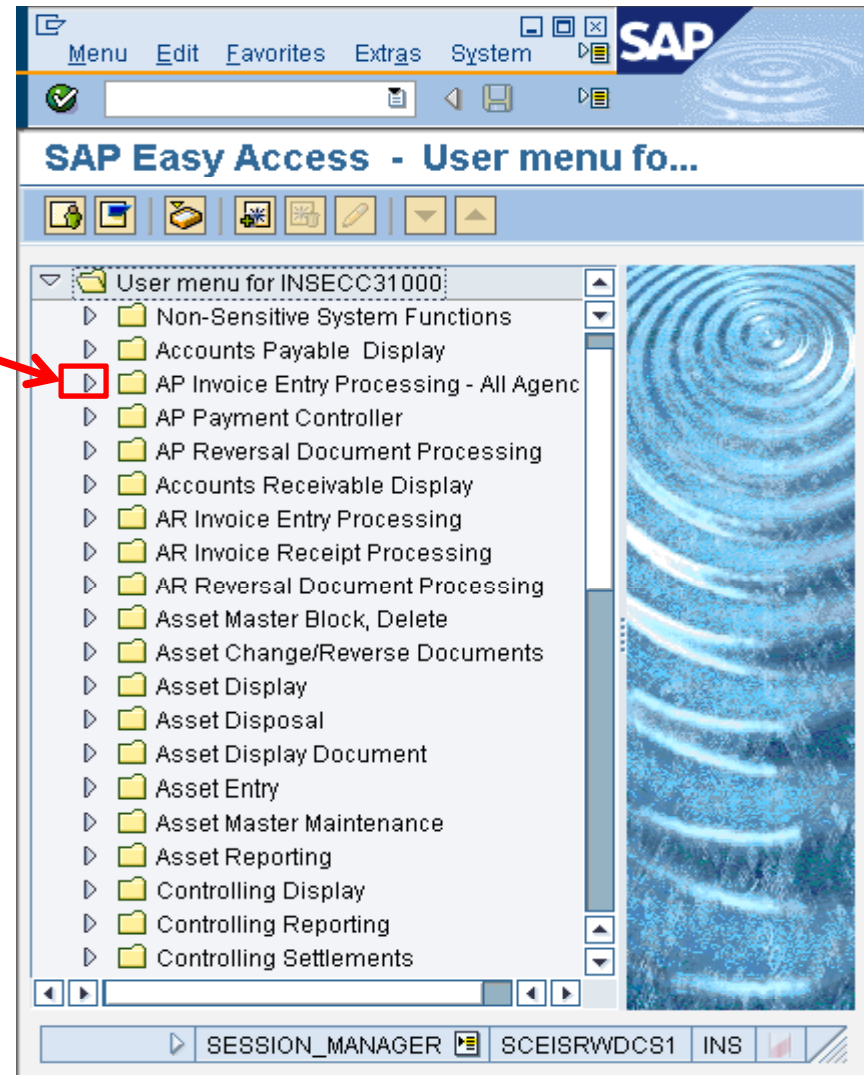 Menu Edit Favorites Extras System
SAP
SAP Easy Access - User menu fo...
User menu for INSECC31000
Non-Sensitive System Functions
Accounts Payable Display
AP Invoice Entry Processing - All Agenc
AP Payment Controller
AP Reversal Document Processing
Accounts Receivable Display
AR Invoice Entry Processing
AR Invoice Receipt Processing
AR Reversal Document Processing
Asset Master Block, Delete
Asset Change/Reverse Documents
Asset Display
Asset Disposal
Asset Display Document
Asset Entry
Asset Master Maintenance
Asset Reporting
Controlling Display
Controlling Reporting
Controlling Settlements
SESSION_MANAGER SCEISRWDCS1 INS